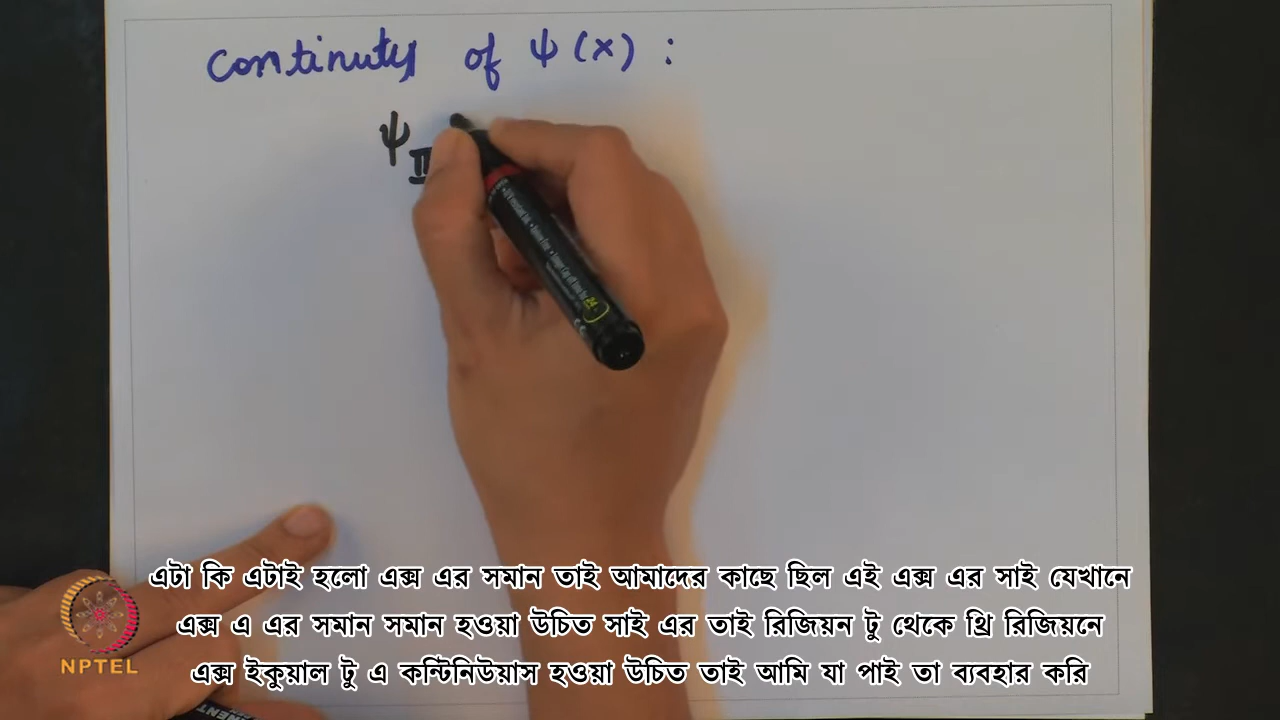 Continuity of ψ(x) :
ψ II
এটা কি এটাই হলো এক্স এর সমান তাই আমাদের কাছে ছিল এই এক্স এর সাই যেখানে
এক্স এ এর সমান সমান হওয়া উচিত সাই এর তাই রিজিয়ন টু থেকে থ্রি রিজিয়নে
এক্স ইকুয়াল টু এ কন্টিনিউয়াস হওয়া উচিত তাই আমি যা পাই তা ব্যবহার করি
NPTEL